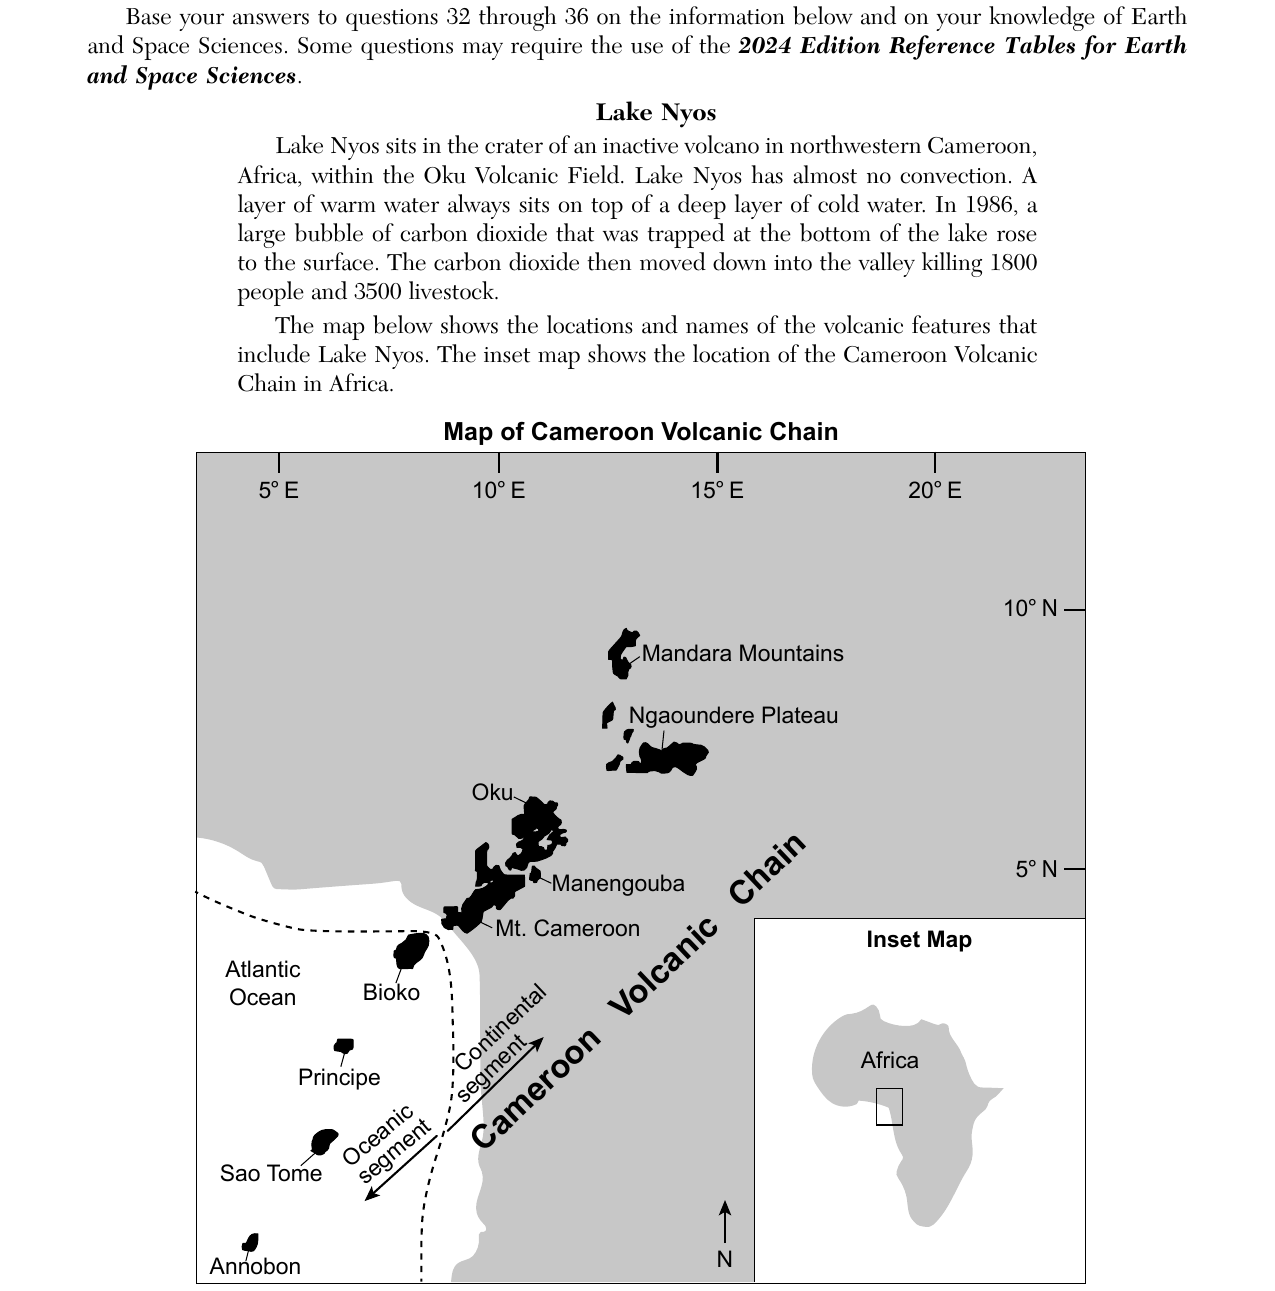 Base your answers to questions 32 through 36 on the information below and on your knowledge of Earth
and Space Sciences. Some questions may require the use of the 2024 Edition Reference Tables for Earth
and Space Sciences.
Lake Nyos
Lake Nyos sits in the crater of an inactive volcano in northwestern Cameroon,
Africa, within the Oku Volcanic Field. Lake Nyos has almost no convection. A
layer of warm water always sits on top of a deep layer of cold water. In 1986, a
large bubble of carbon dioxide that was trapped at the bottom of the lake rose
to the surface. The carbon dioxide then moved down into the valley killing 1800
people and 3500 livestock.
The map below shows the locations and names of the volcanic features that
include Lake Nyos. The inset map shows the location of the Cameroon Volcanic
Chain in Africa.
Map of Cameroon Volcanic Chain
5° E 10° E 15° E 20° E
10° N
Mandara Mountains
Ngaoundere Plateau
Oku
5° N
Manengouba
Mt. Cameroon
Cameroon Volcanic Chain
Inset Map
Atlantic
Ocean
Bioko
Continental
segment
Africa
Principe
Oceanic
segment
Sao Tome
N
Annobon